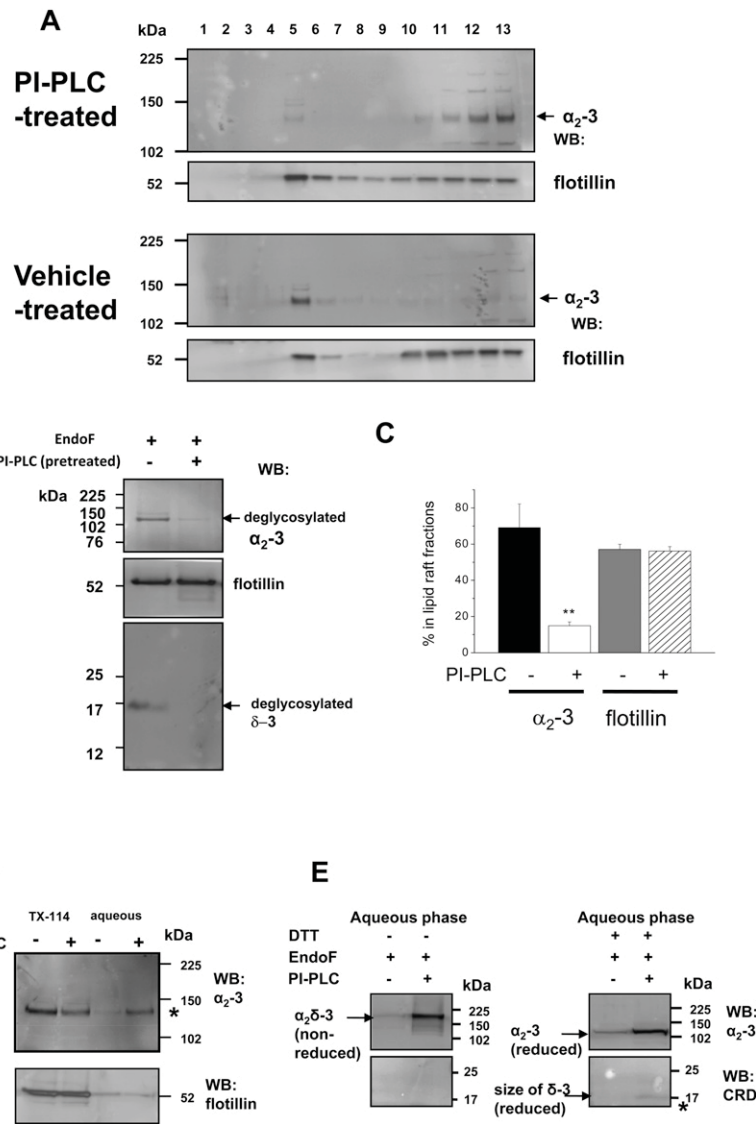 A
kDa 1 2 3 4 5 6 7 8 9 10 11 12 13
PI-PLC
-treated
225
150
102
α₂-3
WB:
52
flotillin
Vehicle
-treated
225
150
102
α₂-3
WB:
52
flotillin
EndoF + +
PI-PLC (pretreated) - +
WB:
kDa
225
150
102
76
deglycosylated
α₂-3
52
flotillin
25
17
12
deglycosylated
δ-3
C
% in lipid raft fractions
80
60
40
20
0
**
PI-PLC - + - +
α₂-3 flotillin
TX-114 aqueous
C - + - + kDa
225
150
102
WB:
α₂-3
*
52
WB:
flotillin
E
Aqueous phase
DTT - -
EndoF + +
PI-PLC - +
kDa
α₂δ-3
(non-
reduced)
225
150
102
25
17
Aqueous phase
+ +
+ +
- +
kDa
α₂-3
(reduced)
225
150
102
WB:
α₂-3
size of δ-3
(reduced)
25
17
*
WB:
CRD